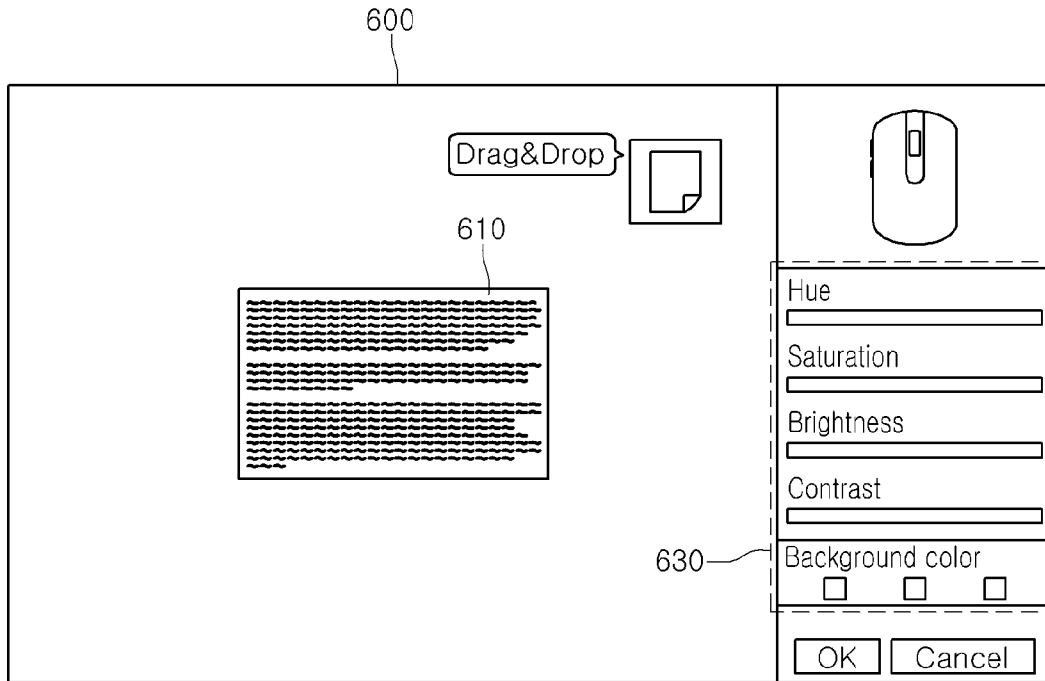 600
Drag&Drop
610
Hue
Saturation
Brightness
Contrast
630
Background color
OK
Cancel